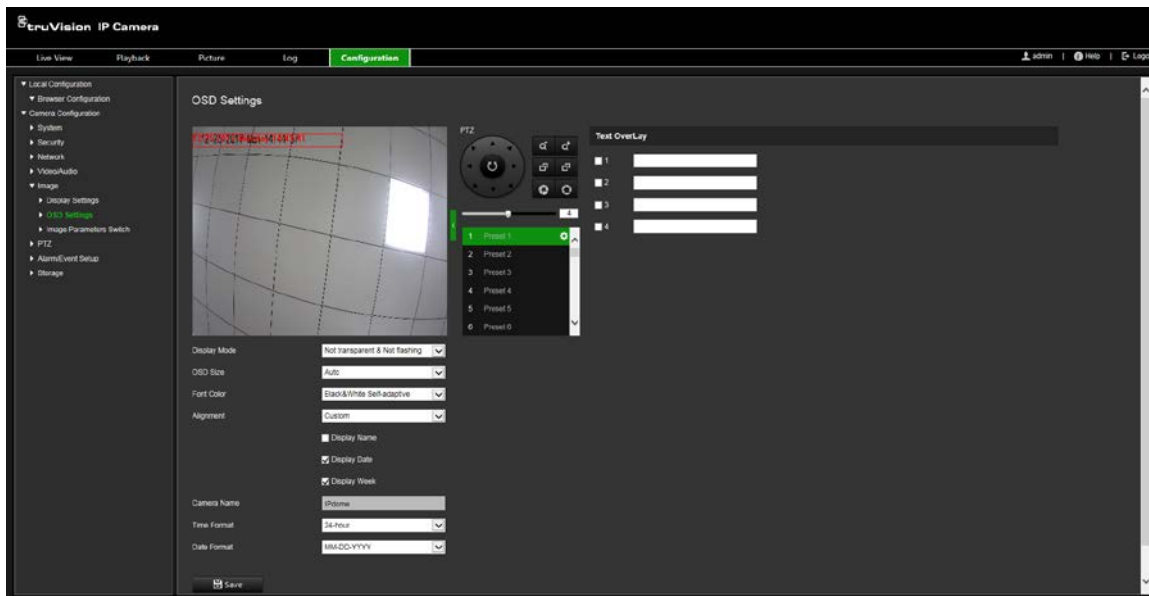 truVision IP Camera
Live View Playback Picture Log Configuration admin | Help | Logo
Local Configuration
Browser Configuration
Camera Configuration
System
Security
Network
Video/Audio
Image
Display Settings
OSD Settings
Image Parameters Switch
PTZ
Alarm/Event Setup
Storage
OSD Settings
PTZ
4
1 Preset 1
2 Preset 2
3 Preset 3
4 Preset 4
5 Preset 5
6 Preset 6
Text OverLay
1
2
3
4
Display Mode Not transparent & Not flashing
OSD Size Auto
Font Color Black&White Self-adaptive
Alignment Custom
Display Name
Display Date
Display Week
Camera Name IPdome
Time Format 24-hour
Date Format MM-DD-YYYY
Save